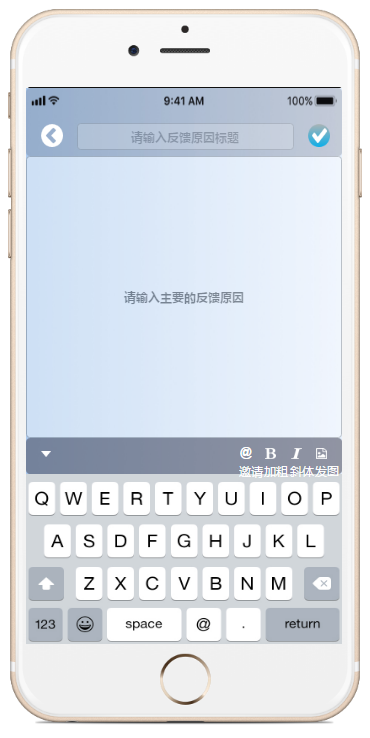 9:41 AM 100%
请输入反馈原因标题
请输入主要的反馈原因
@ B I
邀请加粗斜体发图
Q W E R T Y U I O P
A S D F G H J K L
Z X C V B N M
123 space @ . return